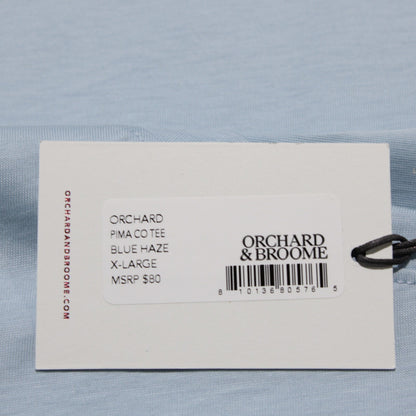 ORCHARDANDBROOME.COM
ORCHARD
PIMA CO TEE
BLUE HAZE
X-LARGE
MSRP $80
ORCHARD
& BROOME
8 10136 80576 5